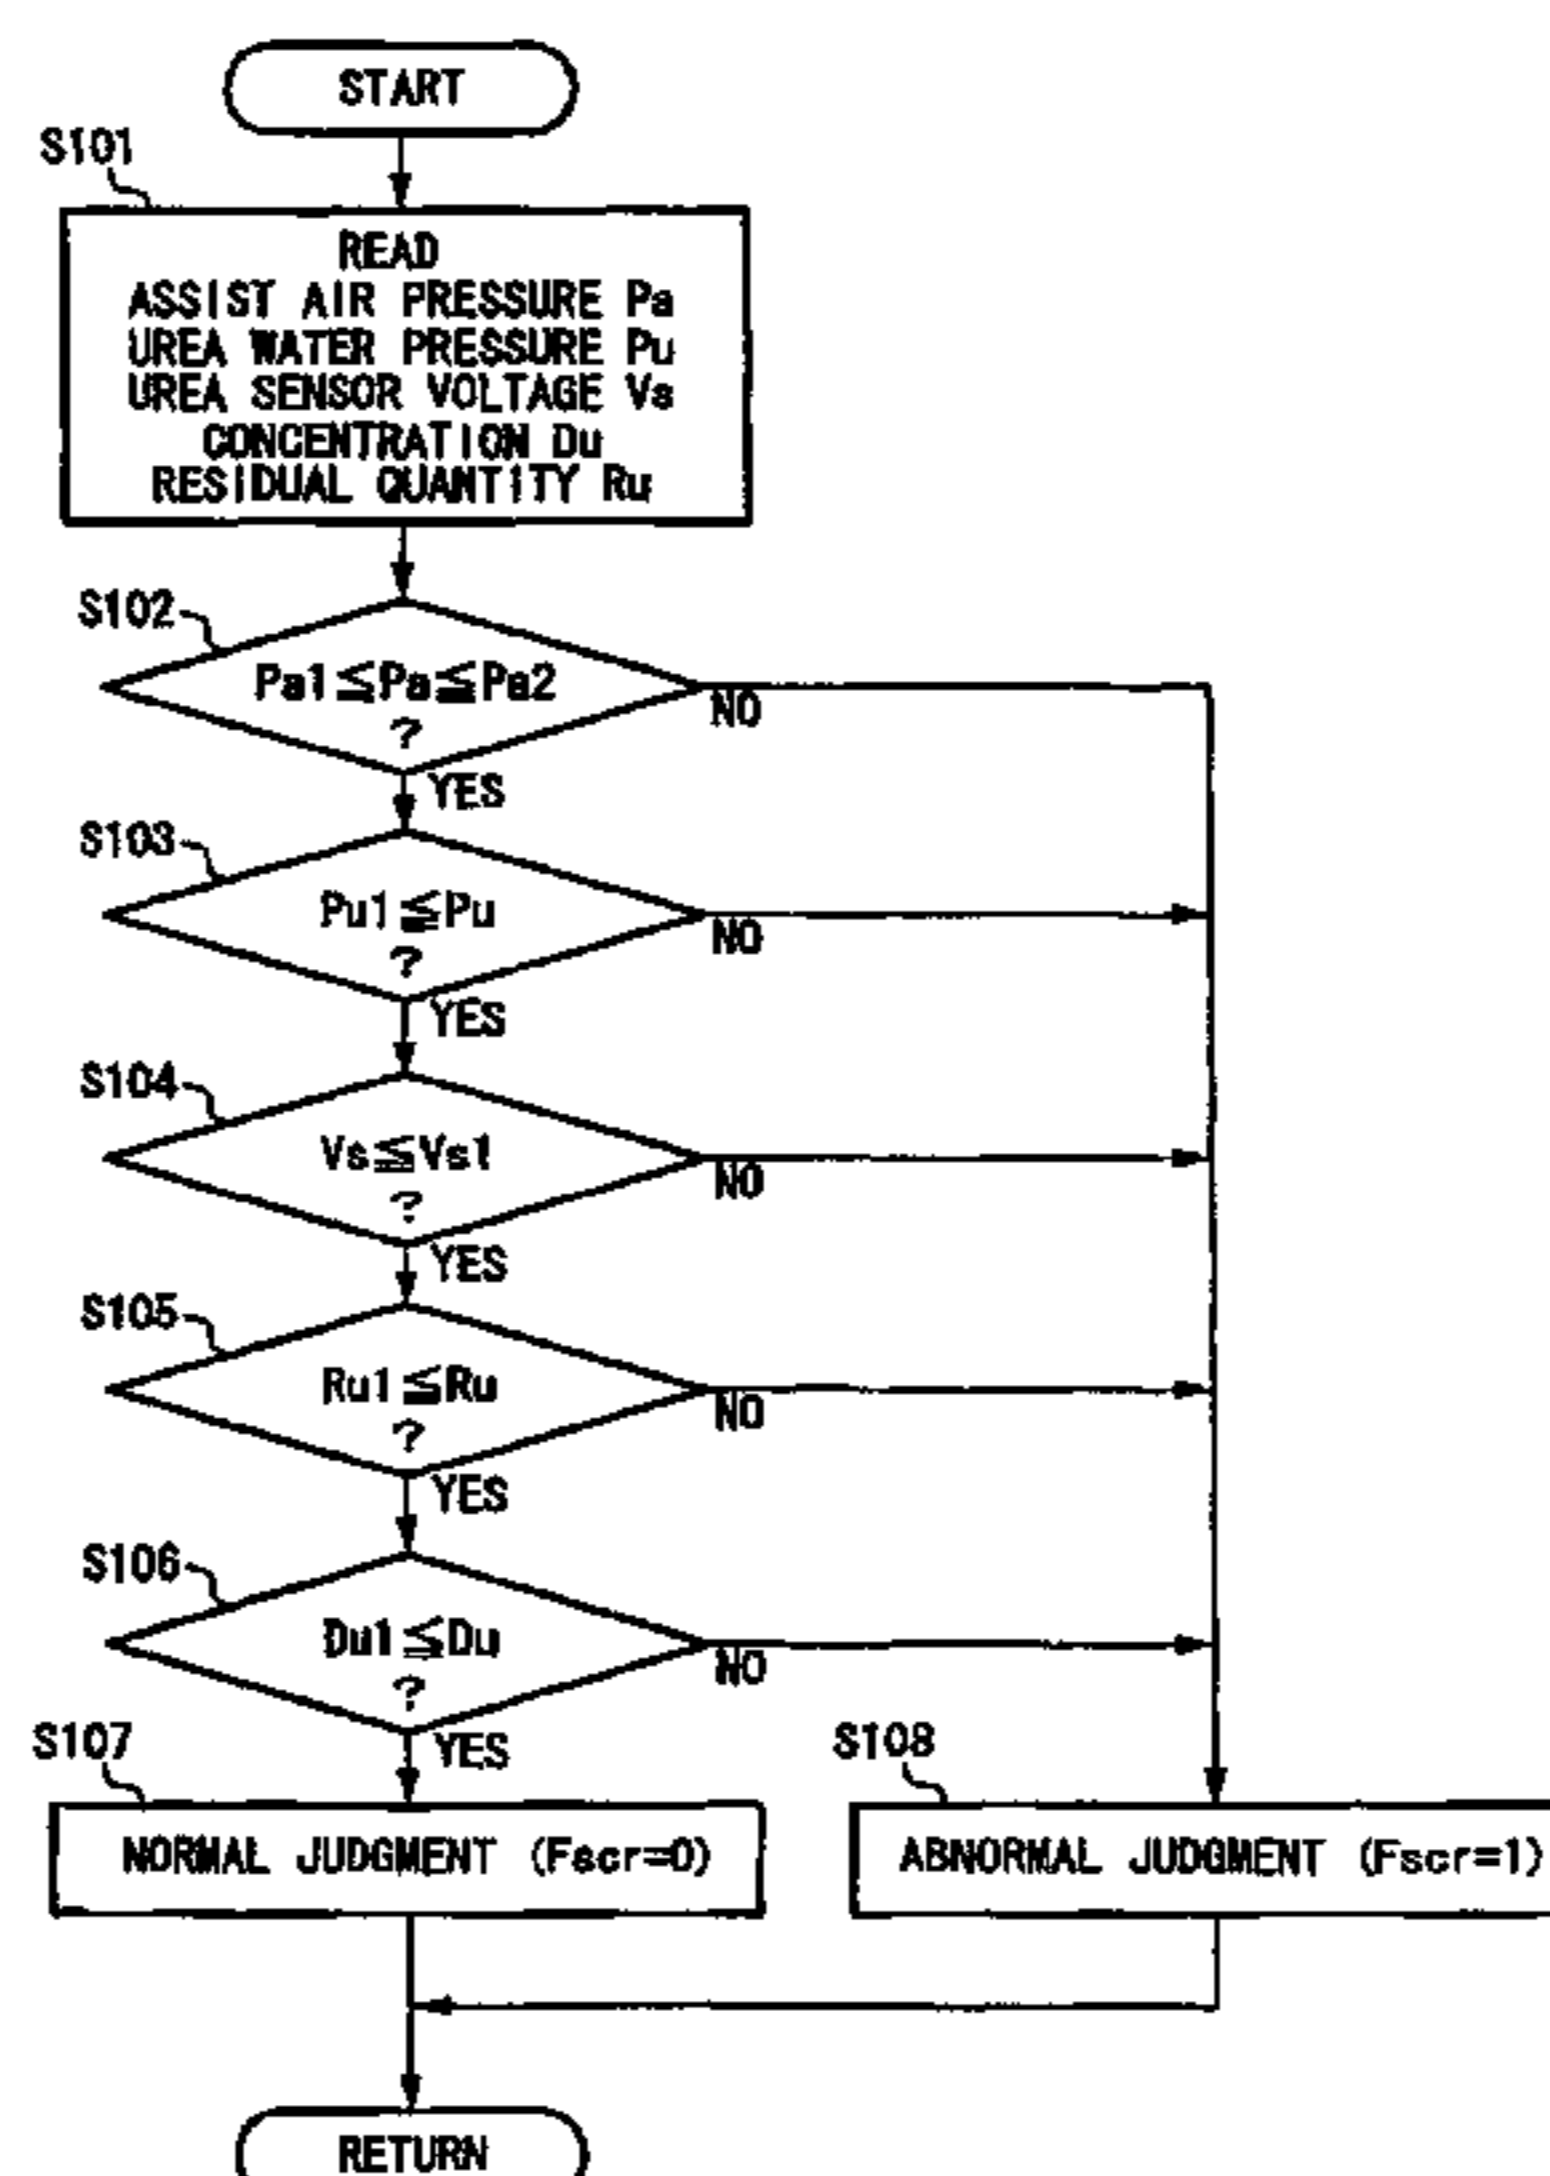 START
S101
READ
ASSIST AIR PRESSURE Pa
UREA WATER PRESSURE Pu
UREA SENSOR VOLTAGE Vs
CONCENTRATION Du
RESIDUAL QUANTITY Ru
S102
Pa1≦Pa≦Pa2
?
NO
YES
S103
Pu1≦Pu
?
NO
YES
S104
Vs≦Vs1
?
NO
YES
S105
Ru1≦Ru
?
NO
YES
S106
Du1≦Du
?
NO
YES
S107
NORMAL JUDGMENT (Fscr=0)
S108
ABNORMAL JUDGMENT (Fscr=1)
RETURN